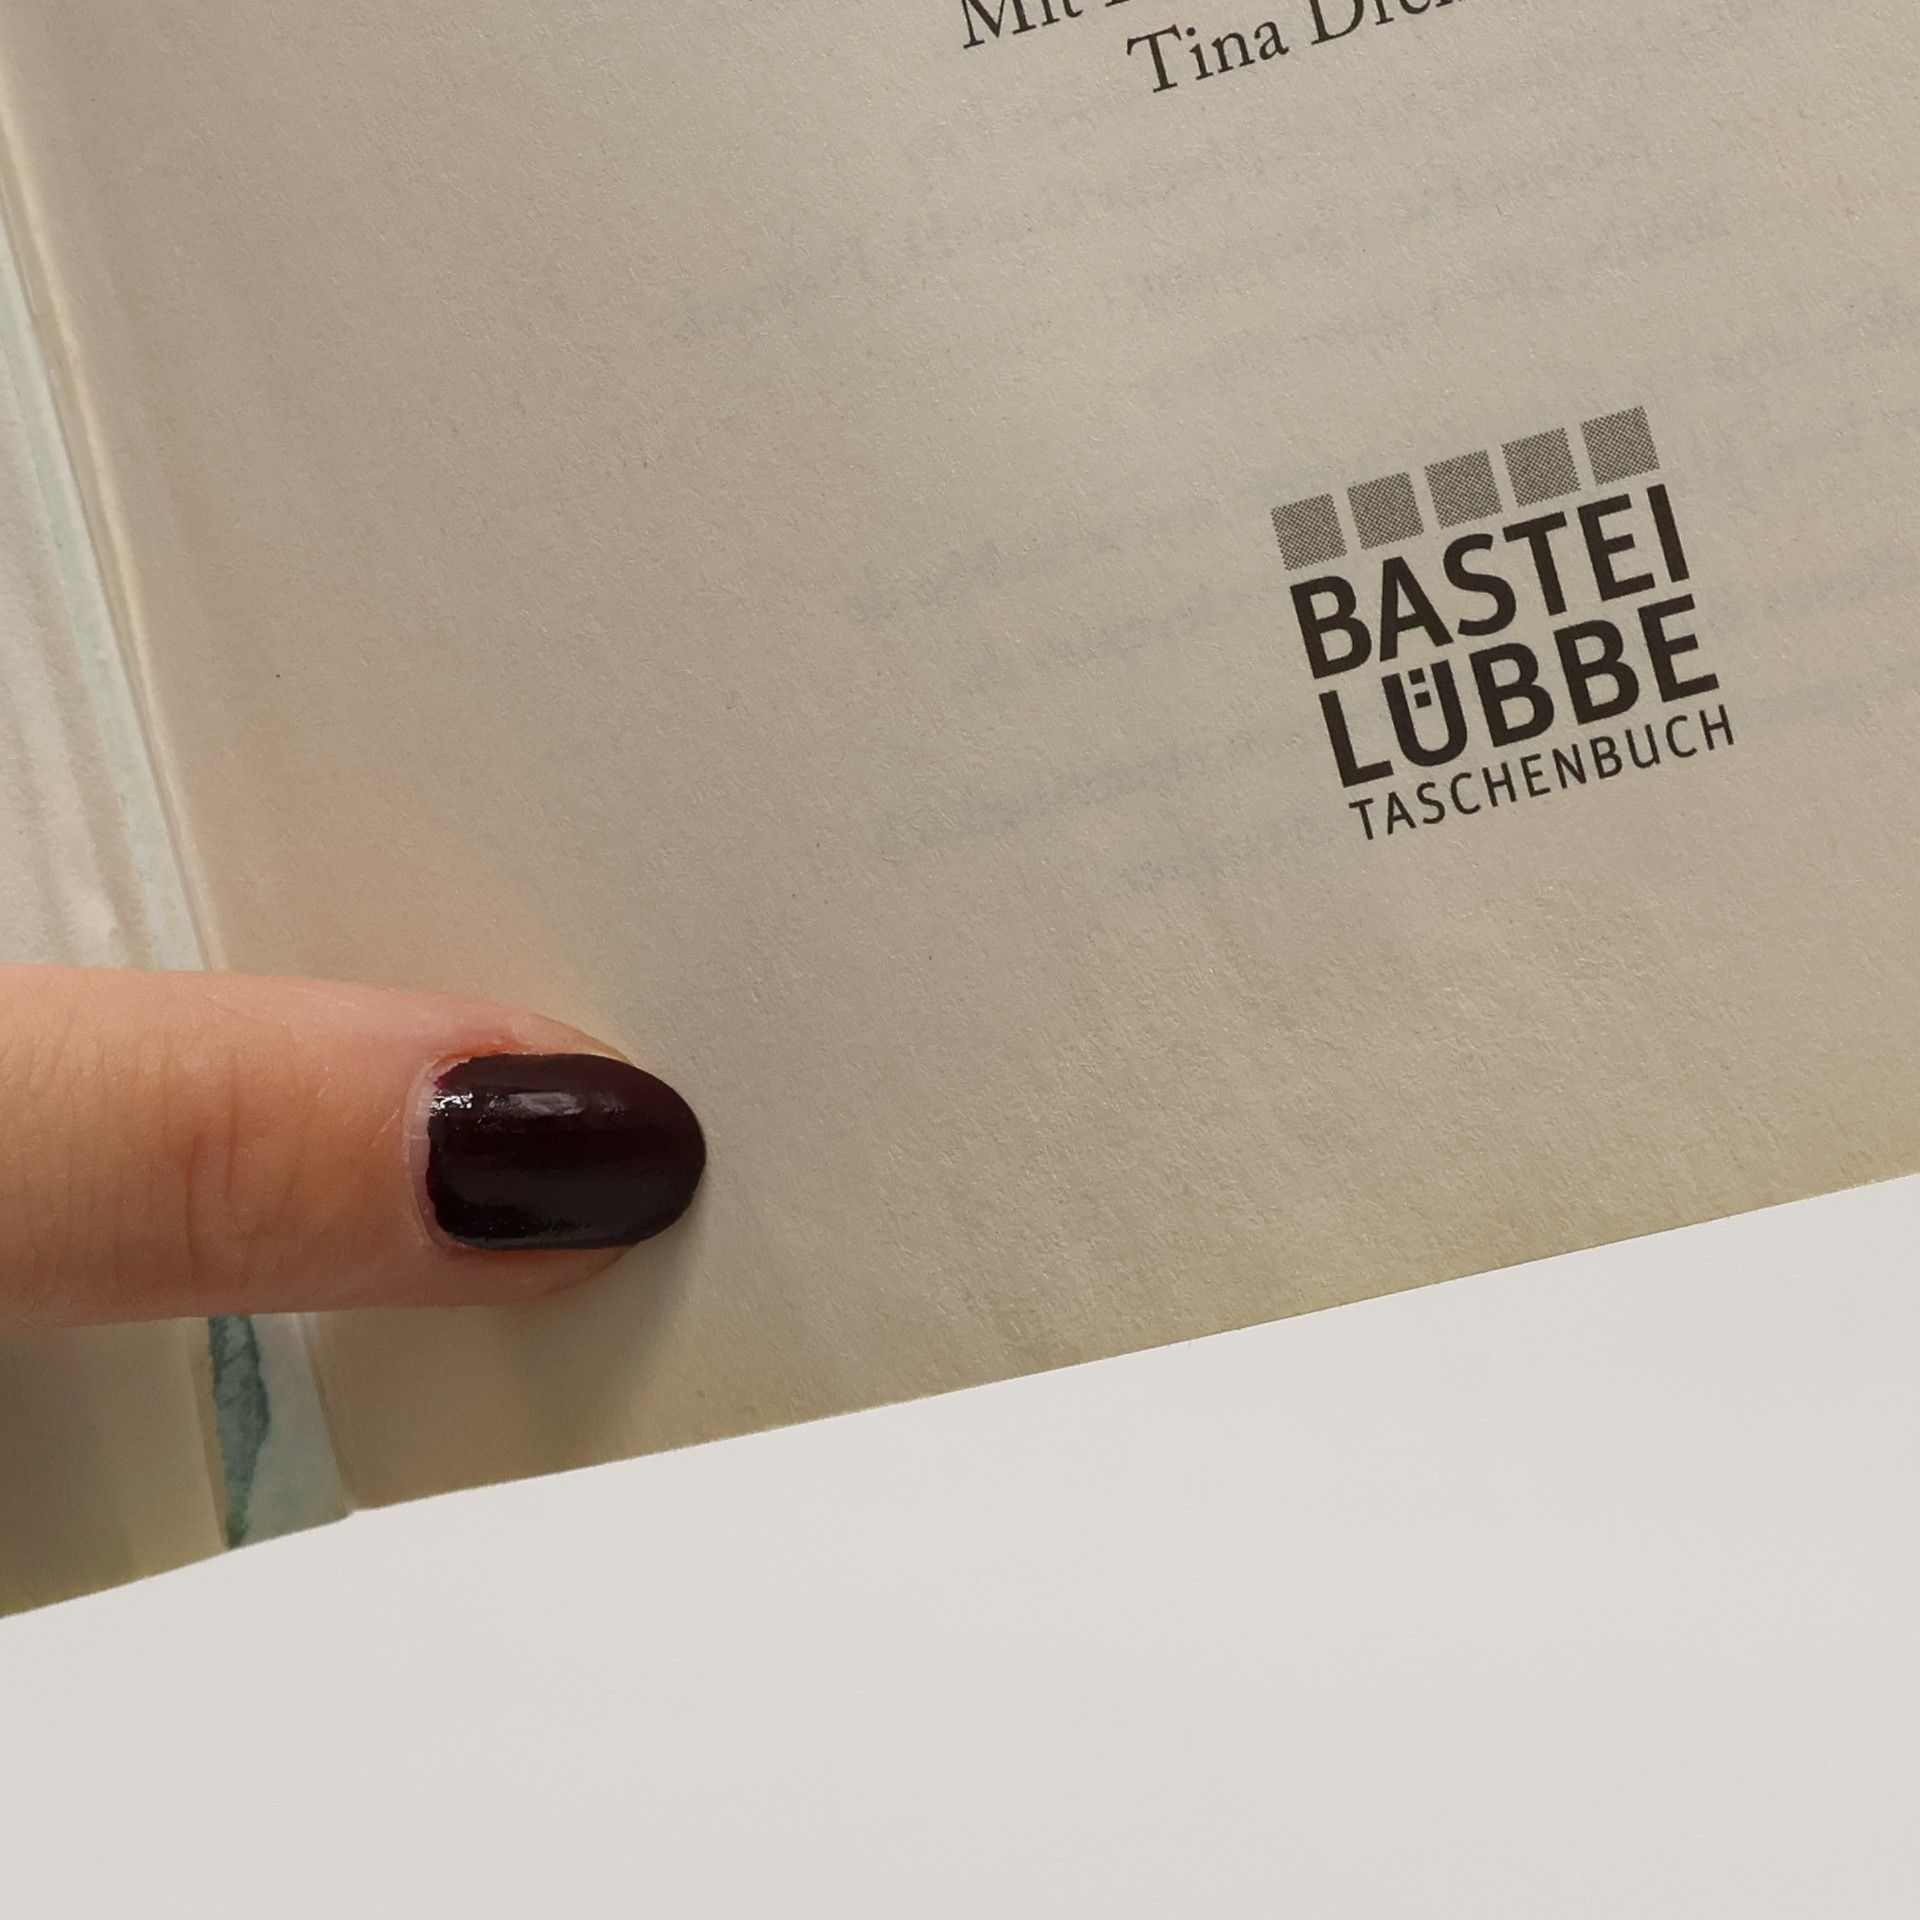 Mit
Tina
BASTEI
LÜBBE
TASCHENBUCH